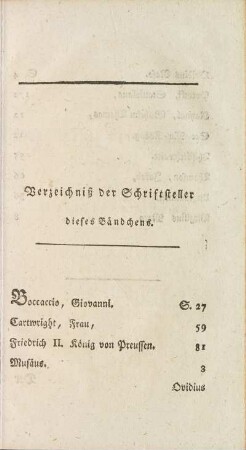 Verzeichniß der Schriftsteller
dieses Bändchens.
Boccaccio, Giovanni. S. 27
Cartwright, Frau, 59
Friedrich II. König von Preussen. 81
Musäus. 3
Ovidius